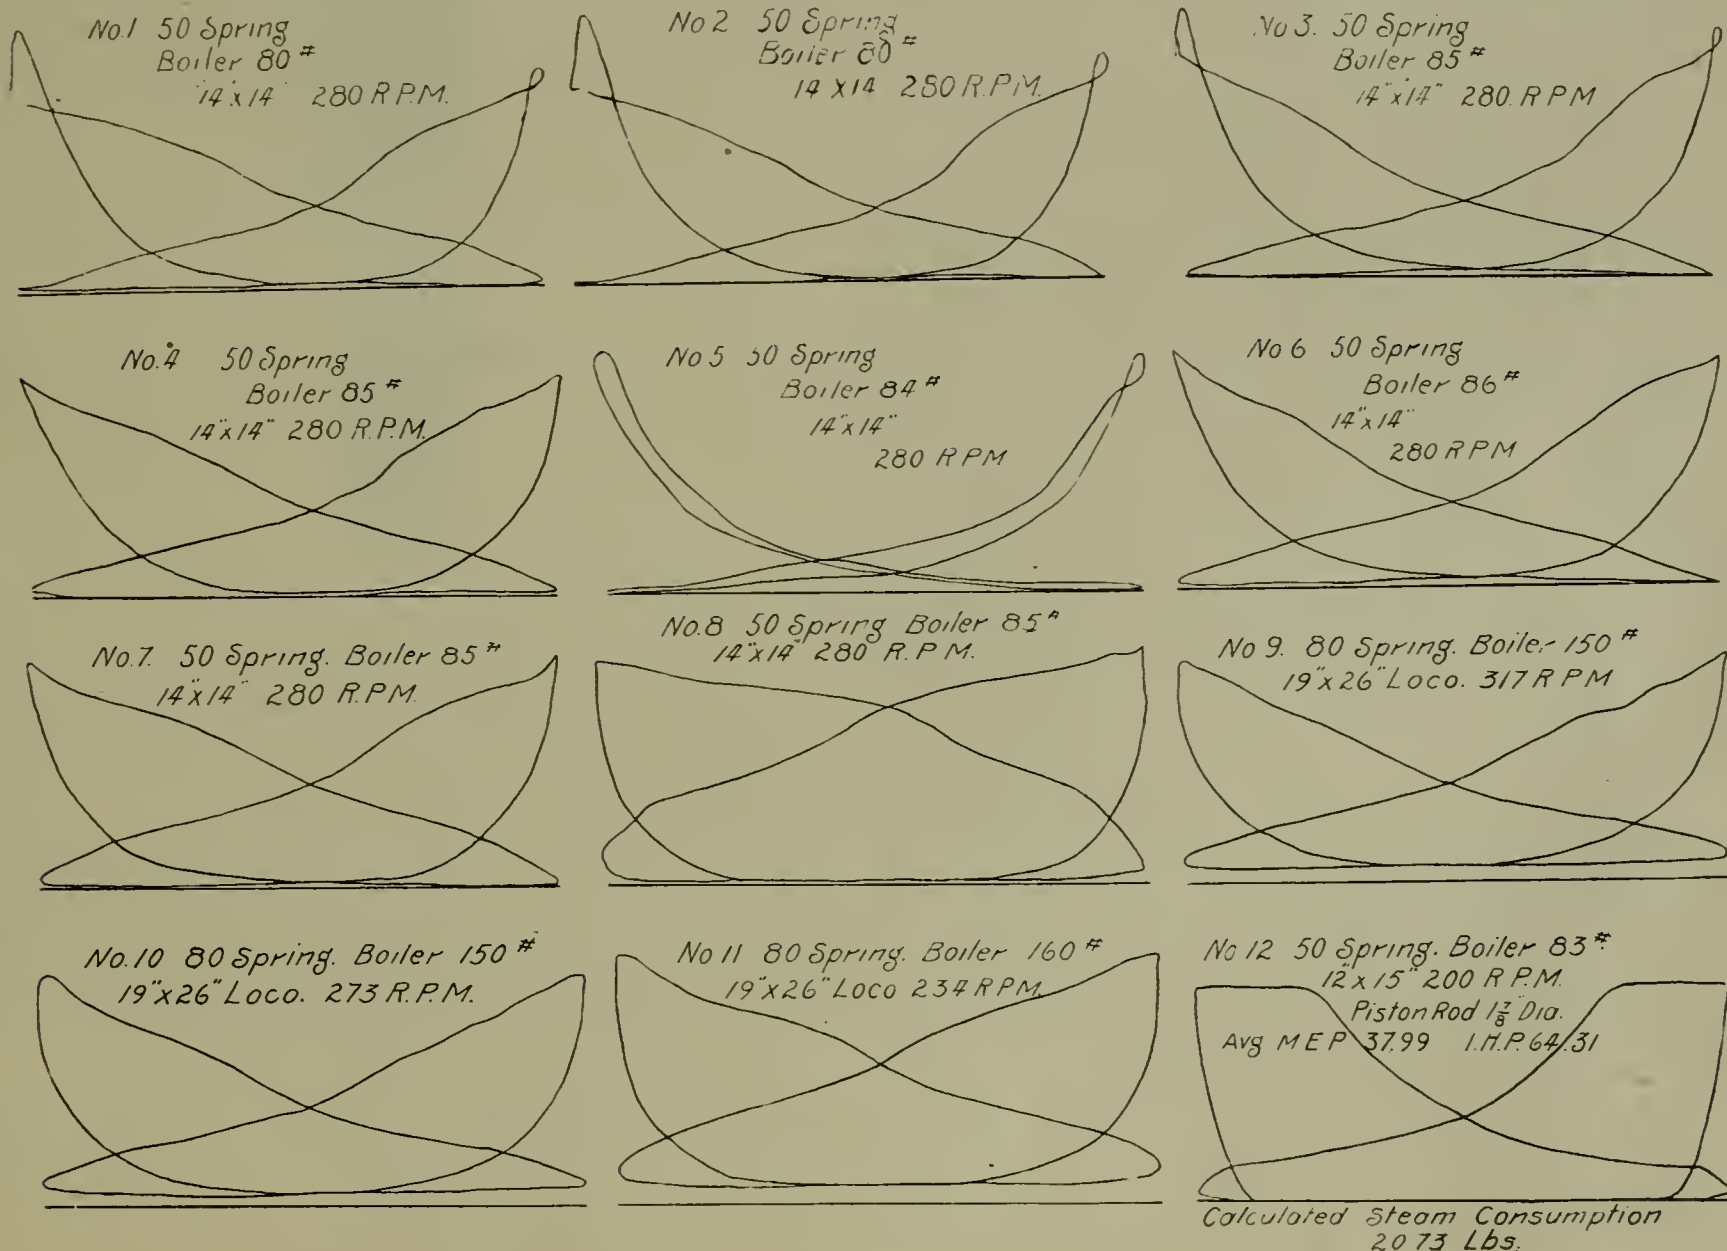 No.1 50 Spring
Boiler 80#
14"x14" 280 R.P.M.
No 2 50 Spring
Boiler 80#
14 x 14 280 R.P.M.
No 3. 50 Spring
Boiler 85#
14"x14" 280. R P M
No.4 50 Spring
Boiler 85#
14"x14" 280 R.P.M.
No 5 50 Spring
Boiler 84#
14"x14"
280 R P M
No 6 50 Spring
Boiler 86#
14"x14"
280 R P M
No.7. 50 Spring. Boiler 85#
14"x14" 280 R.P.M.
No.8 50 Spring Boiler 85#
14"x14" 280 R.P.M.
No 9. 80 Spring. Boiler 150#
19"x26" Loco. 317 R P M
No.10 80 Spring. Boiler 150#
19"x26" Loco. 273 R.P.M.
No 11 80 Spring. Boiler 160#
19"x26" Loco 234 R P M.
No 12 50 Spring. Boiler 83#
12"x15" 200 R.P.M.
Piston Rod 1 7/8" Dia.
Avg M E P 37.99 I.H.P. 64.31
Calculated Steam Consumption
20 73 Lbs.